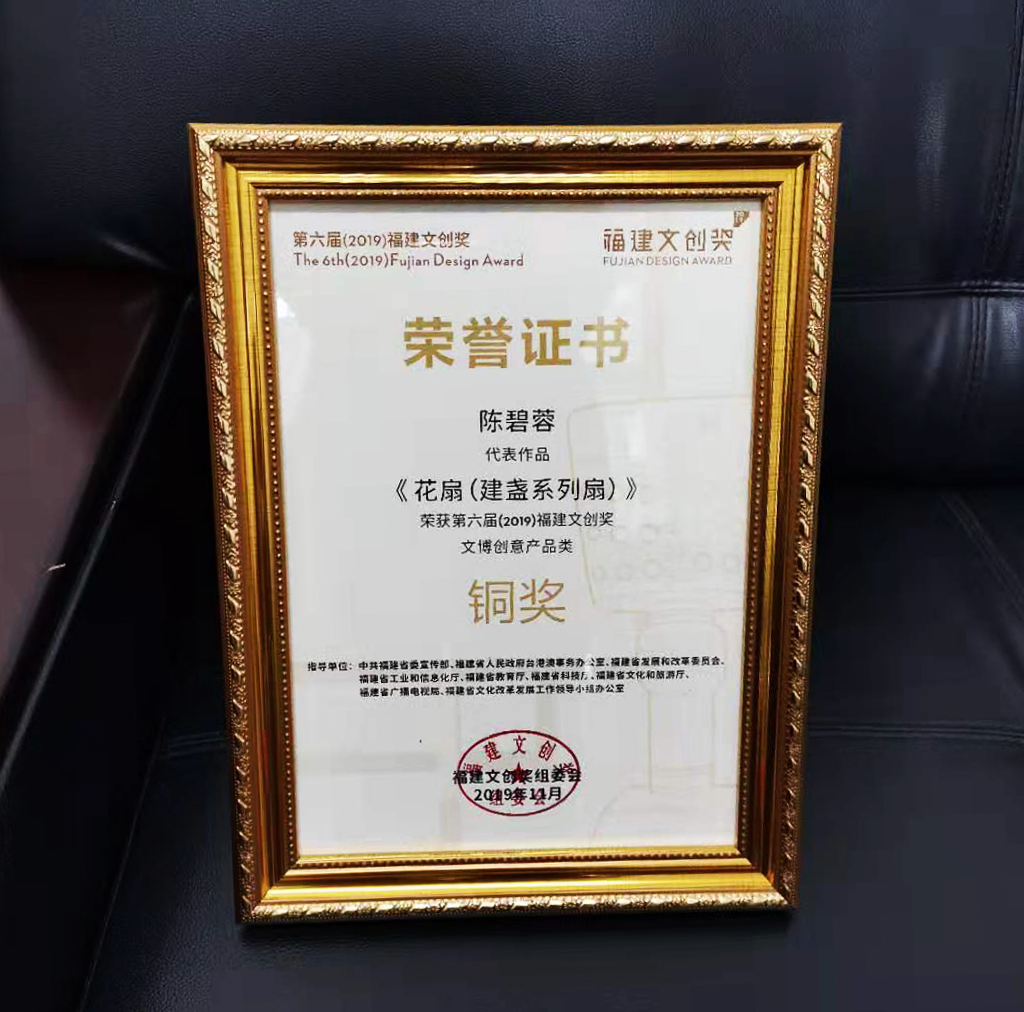 第六届(2019)福建文创奖
The 6th(2019)Fujian Design Award
福建文创奖
FUJIAN DESIGN AWARD
荣誉证书
陈碧蓉
代表作品
《花扇(建盏系列扇)》
荣获第六届(2019)福建文创奖
文博创意产品类
铜奖
指导单位：中共福建省委宣传部、福建省人民政府台港澳事务办公室、福建省发展和改革委员会、
福建省工业和信息化厅、福建省教育厅、福建省科技厅、福建省文化和旅游厅、
福建省广播电视局、福建省文化改革发展工作领导小组办公室
福建文创奖
组委会
福建文创奖组委会
2019年11月